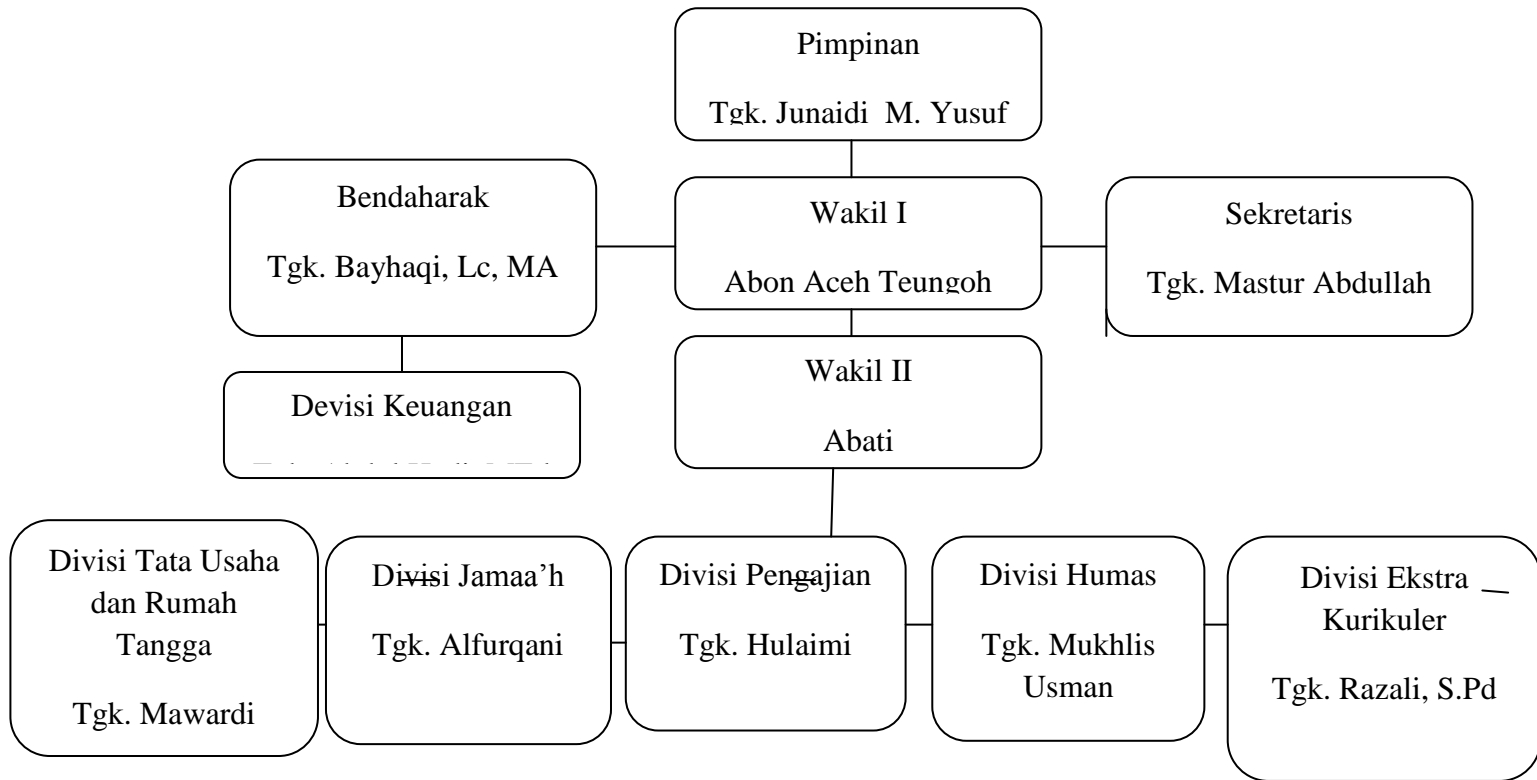 Pimpinan
Tgk. Junaidi M. Yusuf
Bendaharak
Tgk. Bayhaqi, Lc, MA
Wakil I
Abon Aceh Teungoh
Sekretaris
Tgk. Mastur Abdullah
Devisi Keuangan
Wakil II
Abati
Divisi Tata Usaha
dan Rumah
Tangga
Tgk. Mawardi
Divisi Jamaa’h
Tgk. Alfurqani
Divisi Pengajian
Tgk. Hulaimi
Divisi Humas
Tgk. Mukhlis
Usman
Divisi Ekstra
Kurikuler
Tgk. Razali, S.Pd